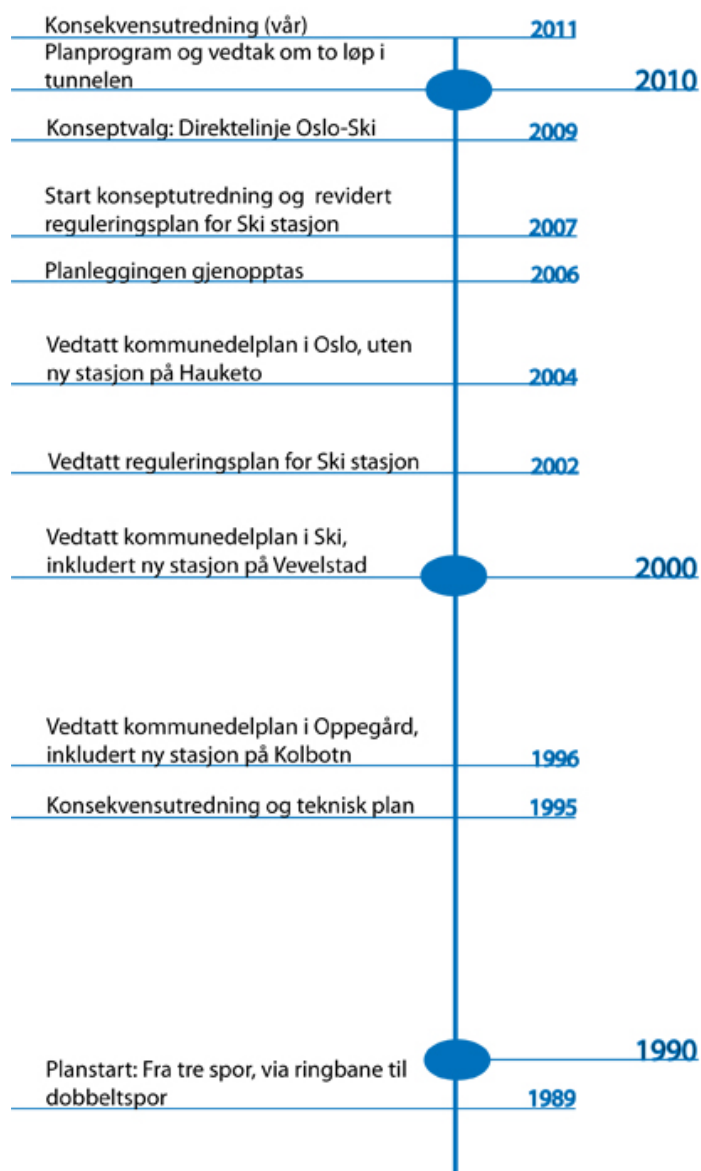 Konsekvensutredning (vår)
2011
Planprogram og vedtak om to løp i
tunnelen
2010
Konseptvalg: Direktelinje Oslo-Ski
2009
Start konseptutredning og revidert
reguleringsplan for Ski stasjon
2007
Planleggingen gjenopptas
2006
Vedtatt kommunedelplan i Oslo, uten
ny stasjon på Hauketo
2004
Vedtatt reguleringsplan for Ski stasjon
2002
Vedtatt kommunedelplan i Ski,
inkludert ny stasjon på Vevelstad
2000
Vedtatt kommunedelplan i Oppegård,
inkludert ny stasjon på Kolbotn
1996
Konsekvensutredning og teknisk plan
1995
1990
Planstart: Fra tre spor, via ringbane til
dobbeltspor
1989